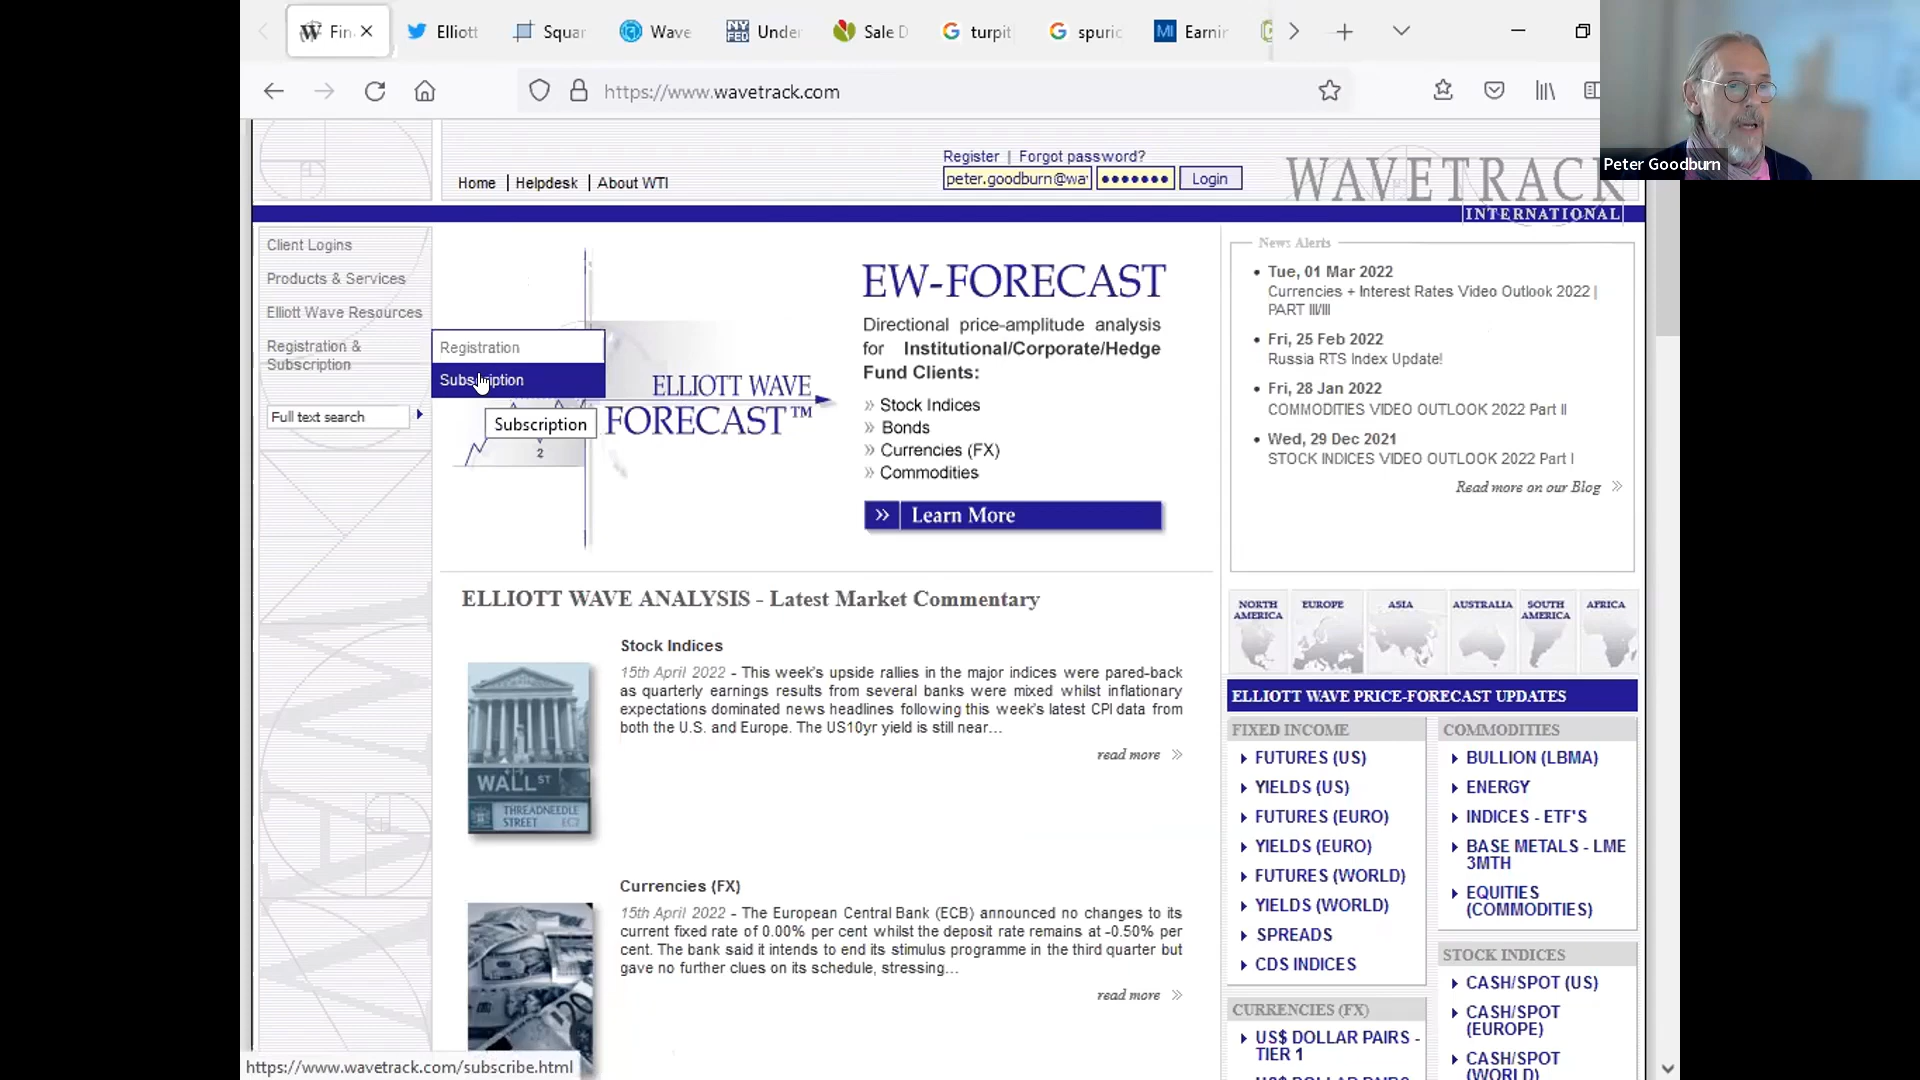 Fin
Elliott
Squar
Wave
NY FED
Under
Sale D
turpit
spuric
MI
Earnin
https://www.wavetrack.com
Peter Goodburn
Register | Forgot password?
Home | Helpdesk | About WTI
peter.goodburn@wa
Login
WAVETRACK
INTERNATIONAL
Client Logins
Products & Services
Elliott Wave Resources
Registration &
Subscription
Full text search
Registration
Subscription
Subscription
2
ELLIOTT WAVE
FORECAST™
EW-FORECAST
Directional price-amplitude analysis
for Institutional/Corporate/Hedge
Fund Clients:
» Stock Indices
» Bonds
» Currencies (FX)
» Commodities
» Learn More
News Alerts
• Tue, 01 Mar 2022
Currencies + Interest Rates Video Outlook 2022 |
PART III/III
• Fri, 25 Feb 2022
Russia RTS Index Update!
• Fri, 28 Jan 2022
COMMODITIES VIDEO OUTLOOK 2022 Part II
• Wed, 29 Dec 2021
STOCK INDICES VIDEO OUTLOOK 2022 Part I
Read more on our Blog »
ELLIOTT WAVE ANALYSIS - Latest Market Commentary
Stock Indices
15th April 2022 - This week's upside rallies in the major indices were pared-back
as quarterly earnings results from several banks were mixed whilst inflationary
expectations dominated news headlines following this week's latest CPI data from
both the U.S. and Europe. The US10yr yield is still near...
read more »
WALL ST
THREADNEEDLE
STREET EC2
Currencies (FX)
15th April 2022 - The European Central Bank (ECB) announced no changes to its
current fixed rate of 0.00% per cent whilst the deposit rate remains at -0.50% per
cent. The bank said it intends to end its stimulus programme in the third quarter but
gave no further clues on its schedule, stressing...
read more »
NORTH
AMERICA
EUROPE
ASIA
AUSTRALIA
SOUTH
AMERICA
AFRICA
ELLIOTT WAVE PRICE-FORECAST UPDATES
FIXED INCOME
FUTURES (US)
YIELDS (US)
FUTURES (EURO)
YIELDS (EURO)
FUTURES (WORLD)
YIELDS (WORLD)
SPREADS
CDS INDICES
CURRENCIES (FX)
US$ DOLLAR PAIRS -
TIER 1
COMMODITIES
BULLION (LBMA)
ENERGY
INDICES - ETF'S
BASE METALS - LME
3MTH
EQUITIES
(COMMODITIES)
STOCK INDICES
CASH/SPOT (US)
CASH/SPOT
(EUROPE)
CASH/SPOT
(WORLD)
https://www.wavetrack.com/subscribe.html